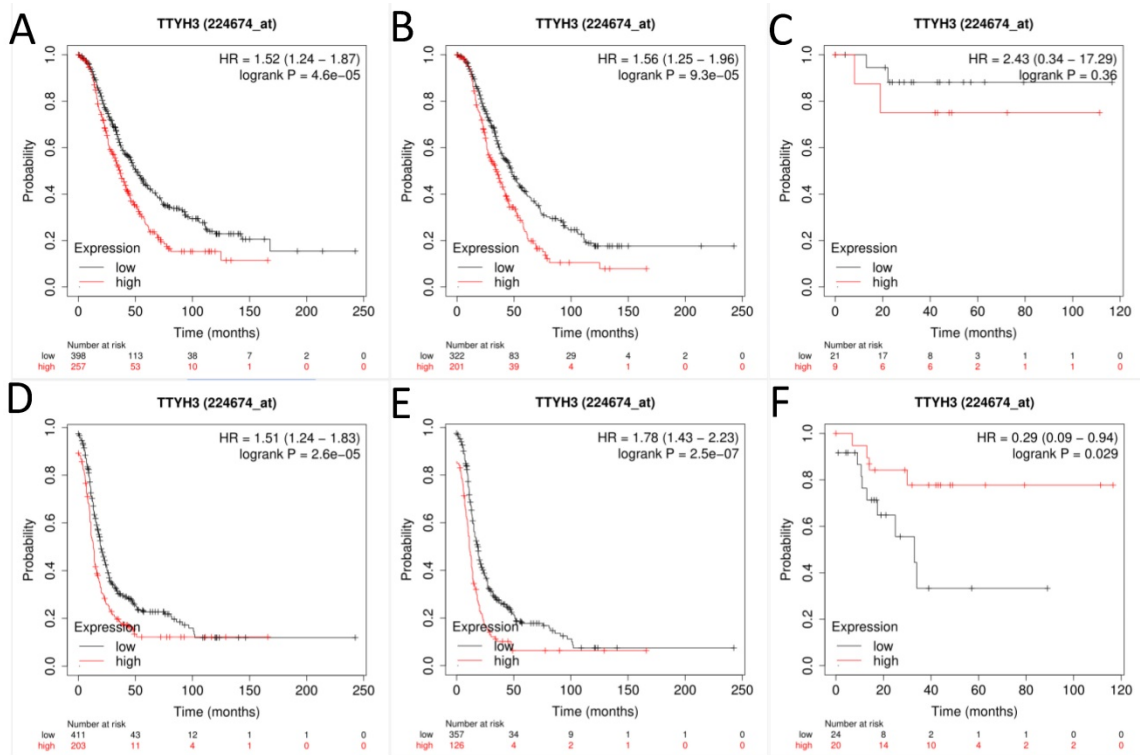 A
TTYH3 (224674_at)
HR = 1.52 (1.24 − 1.87)
logrank P = 4.6e−05
Probability
1.0
0.8
0.6
0.4
0.2
0.0
Expression
low
high
0 50 100 150 200 250
Time (months)
Number at risk
low 398 113 38 7 2 0
high 257 53 10 1 0 0
B
TTYH3 (224674_at)
HR = 1.56 (1.25 − 1.96)
logrank P = 9.3e−05
Probability
1.0
0.8
0.6
0.4
0.2
0.0
Expression
low
high
0 50 100 150 200 250
Time (months)
Number at risk
low 322 83 29 4 2 0
high 201 39 4 1 0 0
C
TTYH3 (224674_at)
HR = 2.43 (0.34 − 17.29)
logrank P = 0.36
Probability
1.0
0.8
0.6
0.4
0.2
0.0
Expression
low
high
0 20 40 60 80 100 120
Time (months)
Number at risk
low 21 17 8 3 1 1 0
high 9 6 6 2 1 1 0
D
TTYH3 (224674_at)
HR = 1.51 (1.24 − 1.83)
logrank P = 2.6e−05
Probability
1.0
0.8
0.6
0.4
0.2
0.0
Expression
low
high
0 50 100 150 200 250
Time (months)
Number at risk
low 411 43 12 1 1 0
high 203 11 4 1 0 0
E
TTYH3 (224674_at)
HR = 1.78 (1.43 − 2.23)
logrank P = 2.5e−07
Probability
1.0
0.8
0.6
0.4
0.2
0.0
Expression
low
high
0 50 100 150 200 250
Time (months)
Number at risk
low 357 34 9 1 1 0
high 126 4 2 1 0 0
F
TTYH3 (224674_at)
HR = 0.29 (0.09 − 0.94)
logrank P = 0.029
Probability
1.0
0.8
0.6
0.4
0.2
0.0
Expression
low
high
0 20 40 60 80 100 120
Time (months)
Number at risk
low 24 8 2 1 1 0 0
high 20 14 10 4 2 2 0